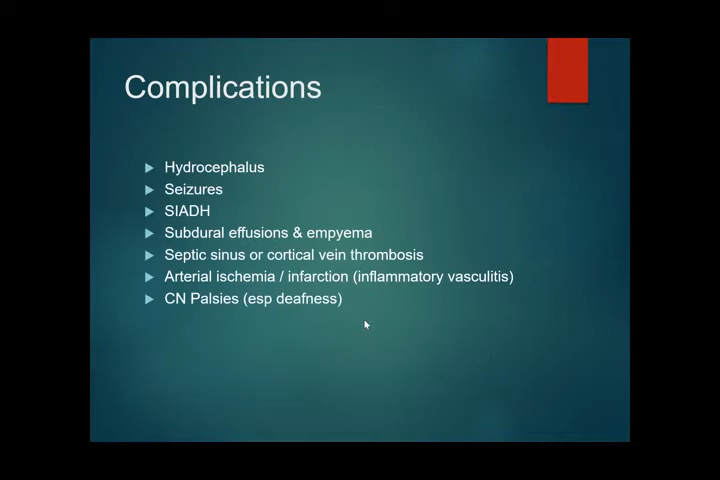 Complications
Hydrocephalus
Seizures
SIADH
Subdural effusions & empyema
Septic sinus or cortical vein thrombosis
Arterial ischemia / infarction (inflammatory vasculitis)
CN Palsies (esp deafness)